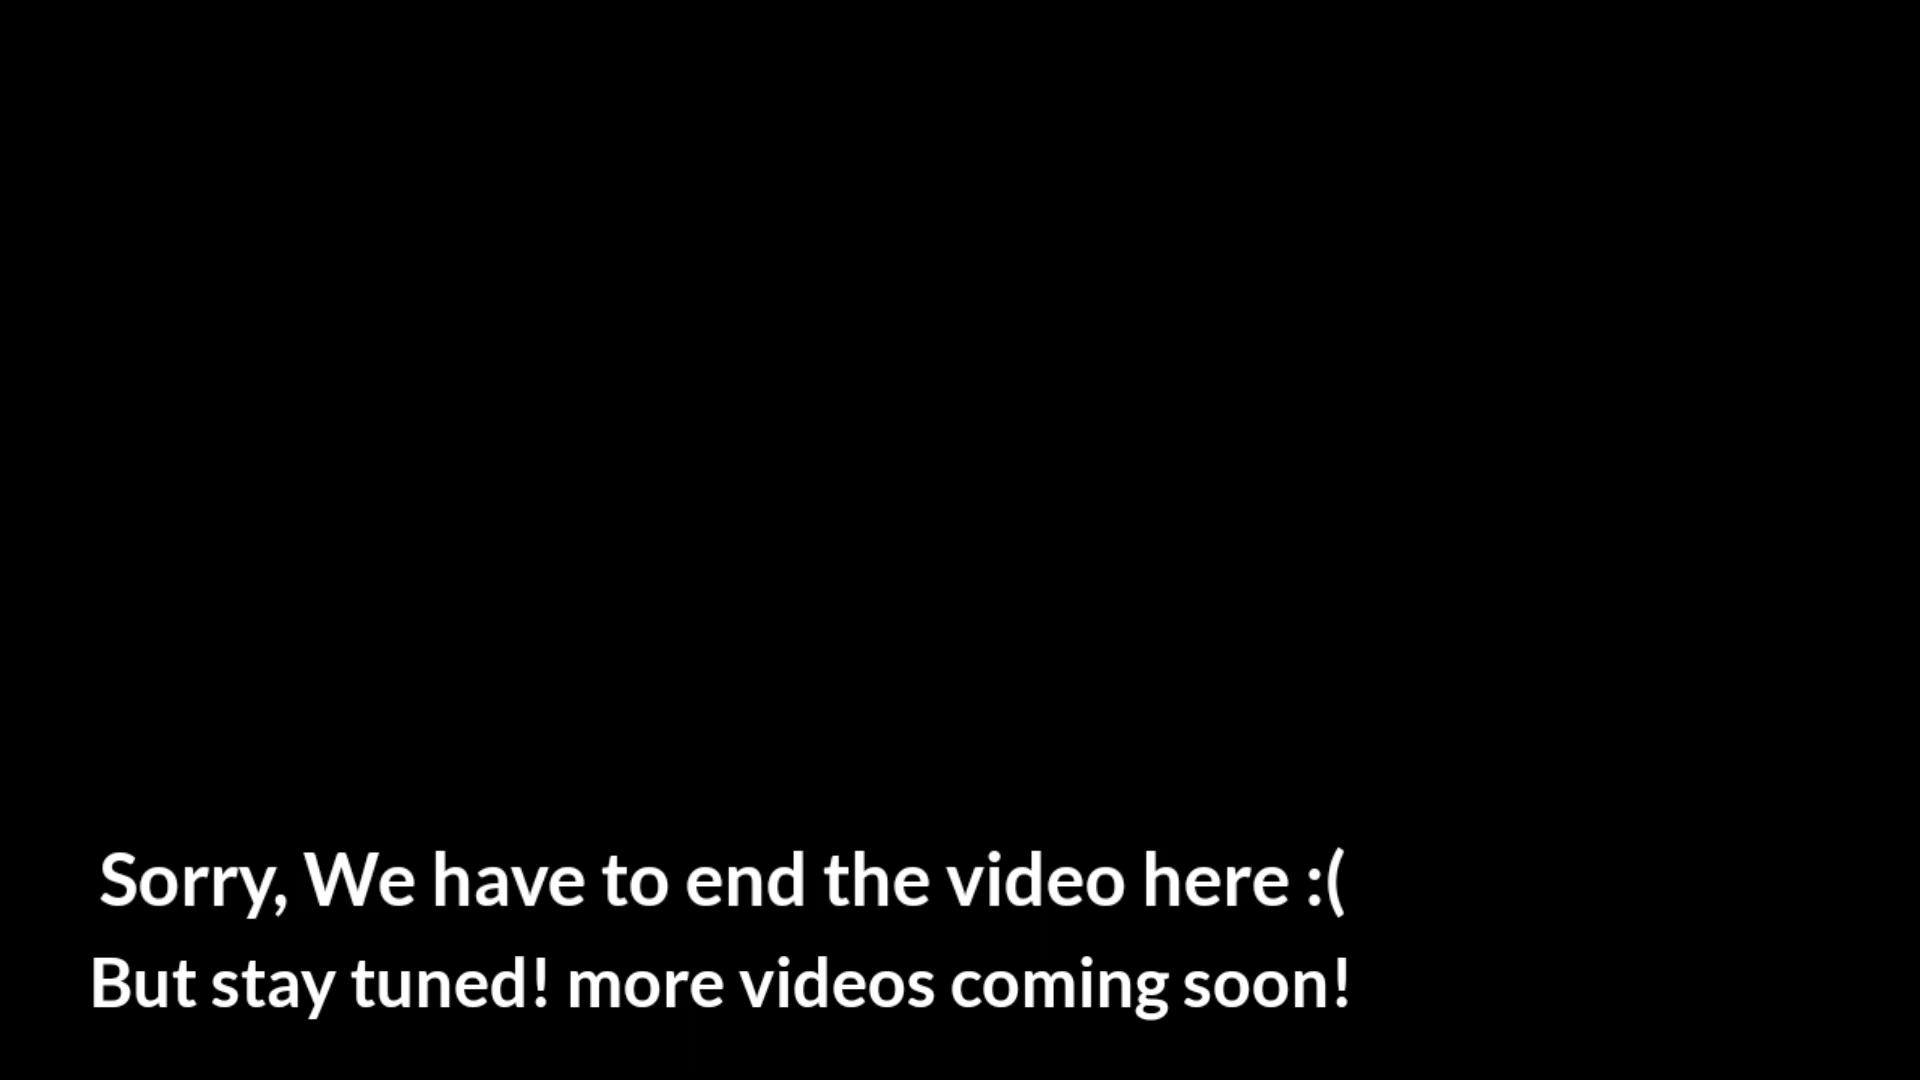 Sorry, We have to end the video here :(
But stay tuned! more videos coming soon!